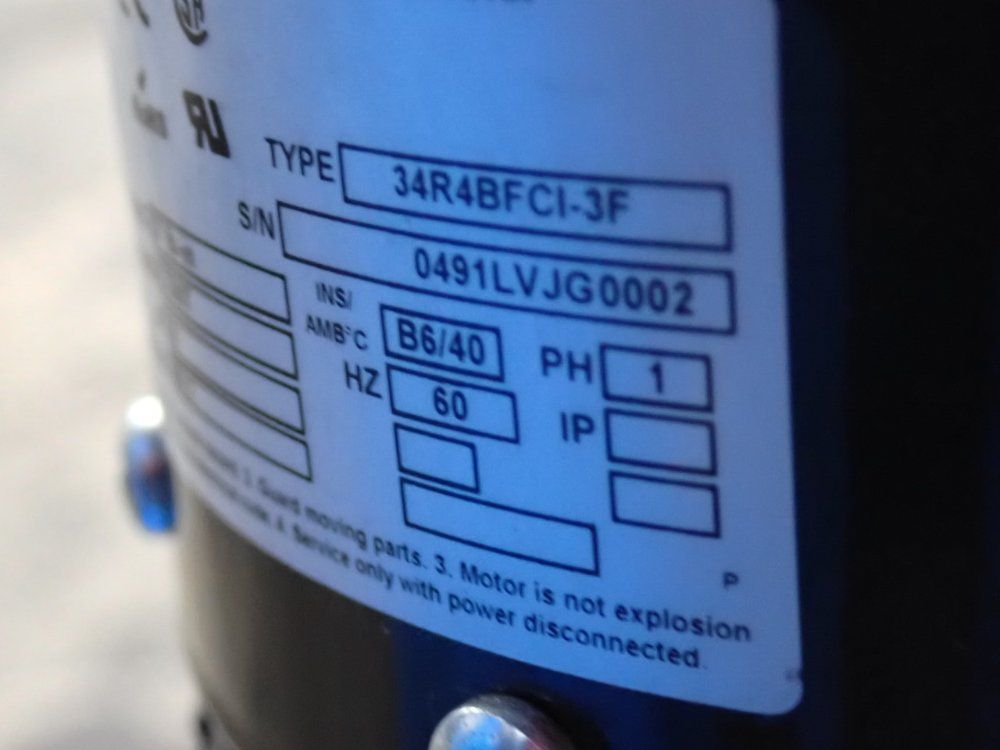 TYPE 34R4BFCI-3F
S/N 0491LVJG0002
INS/
AMB°C B6/40 PH 1
HZ 60 IP
P
Guard moving parts. 3. Motor is not explosion
4. Service only with power disconnected.